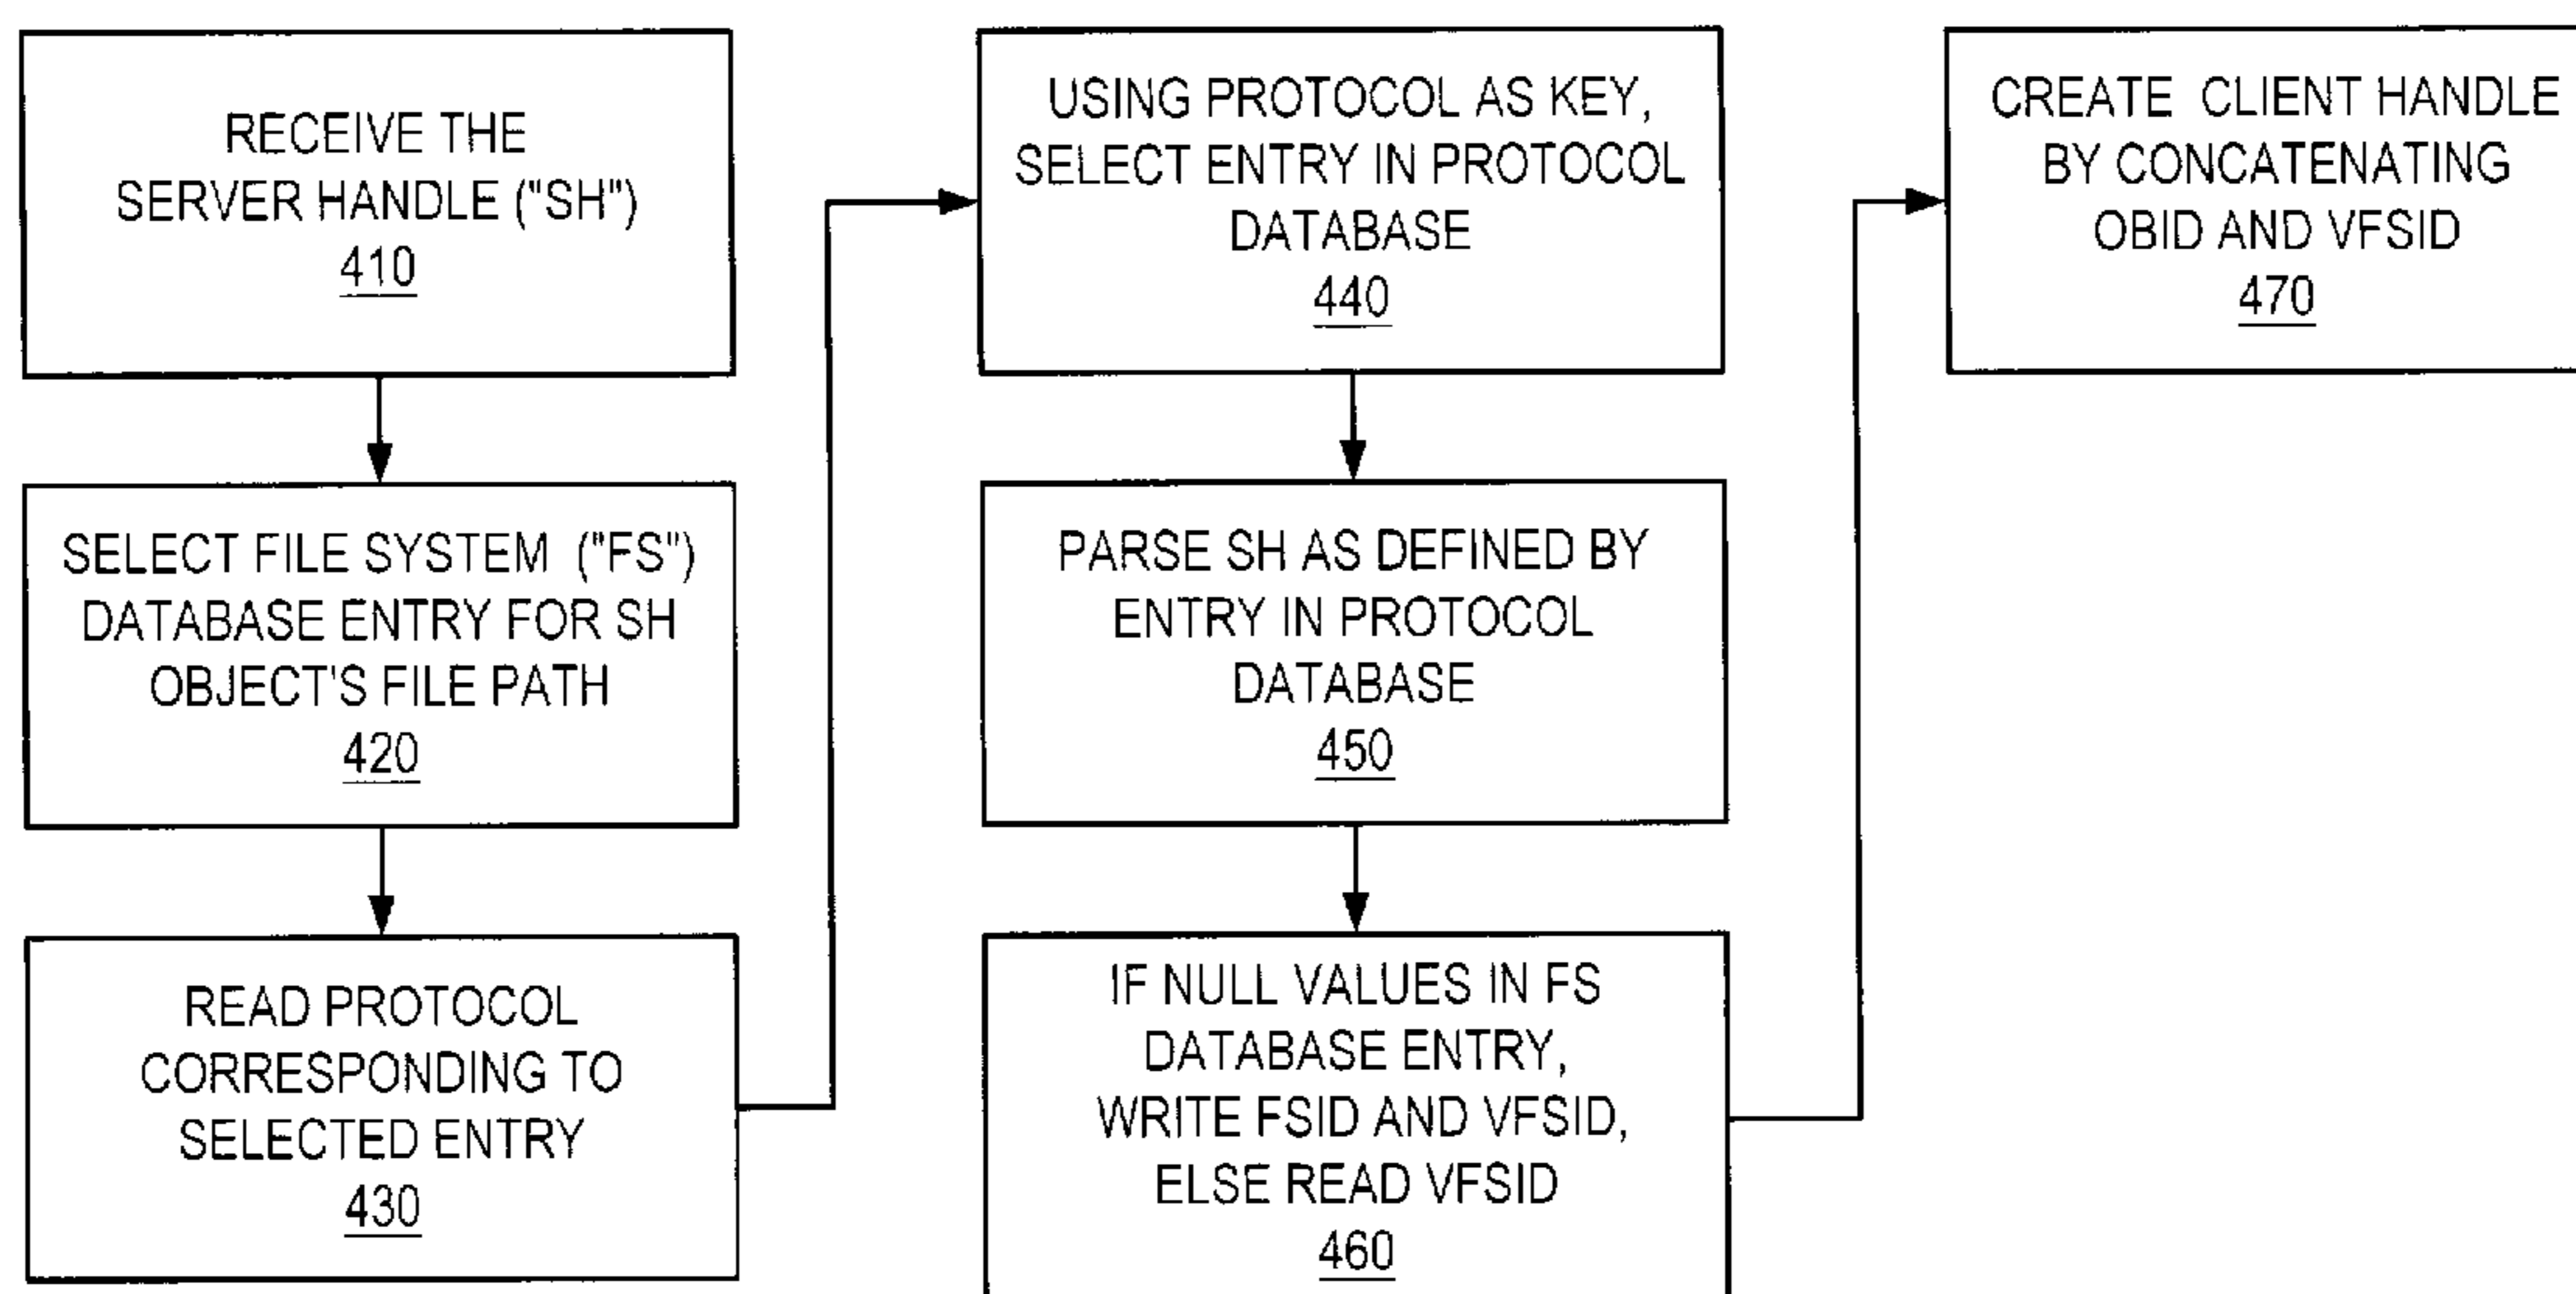 RECEIVE THE
SERVER HANDLE ("SH")
410
SELECT FILE SYSTEM ("FS")
DATABASE ENTRY FOR SH
OBJECT'S FILE PATH
420
READ PROTOCOL
CORRESPONDING TO
SELECTED ENTRY
430
USING PROTOCOL AS KEY,
SELECT ENTRY IN PROTOCOL
DATABASE
440
PARSE SH AS DEFINED BY
ENTRY IN PROTOCOL
DATABASE
450
IF NULL VALUES IN FS
DATABASE ENTRY,
WRITE FSID AND VFSID,
ELSE READ VFSID
460
CREATE CLIENT HANDLE
BY CONCATENATING
OBID AND VFSID
470